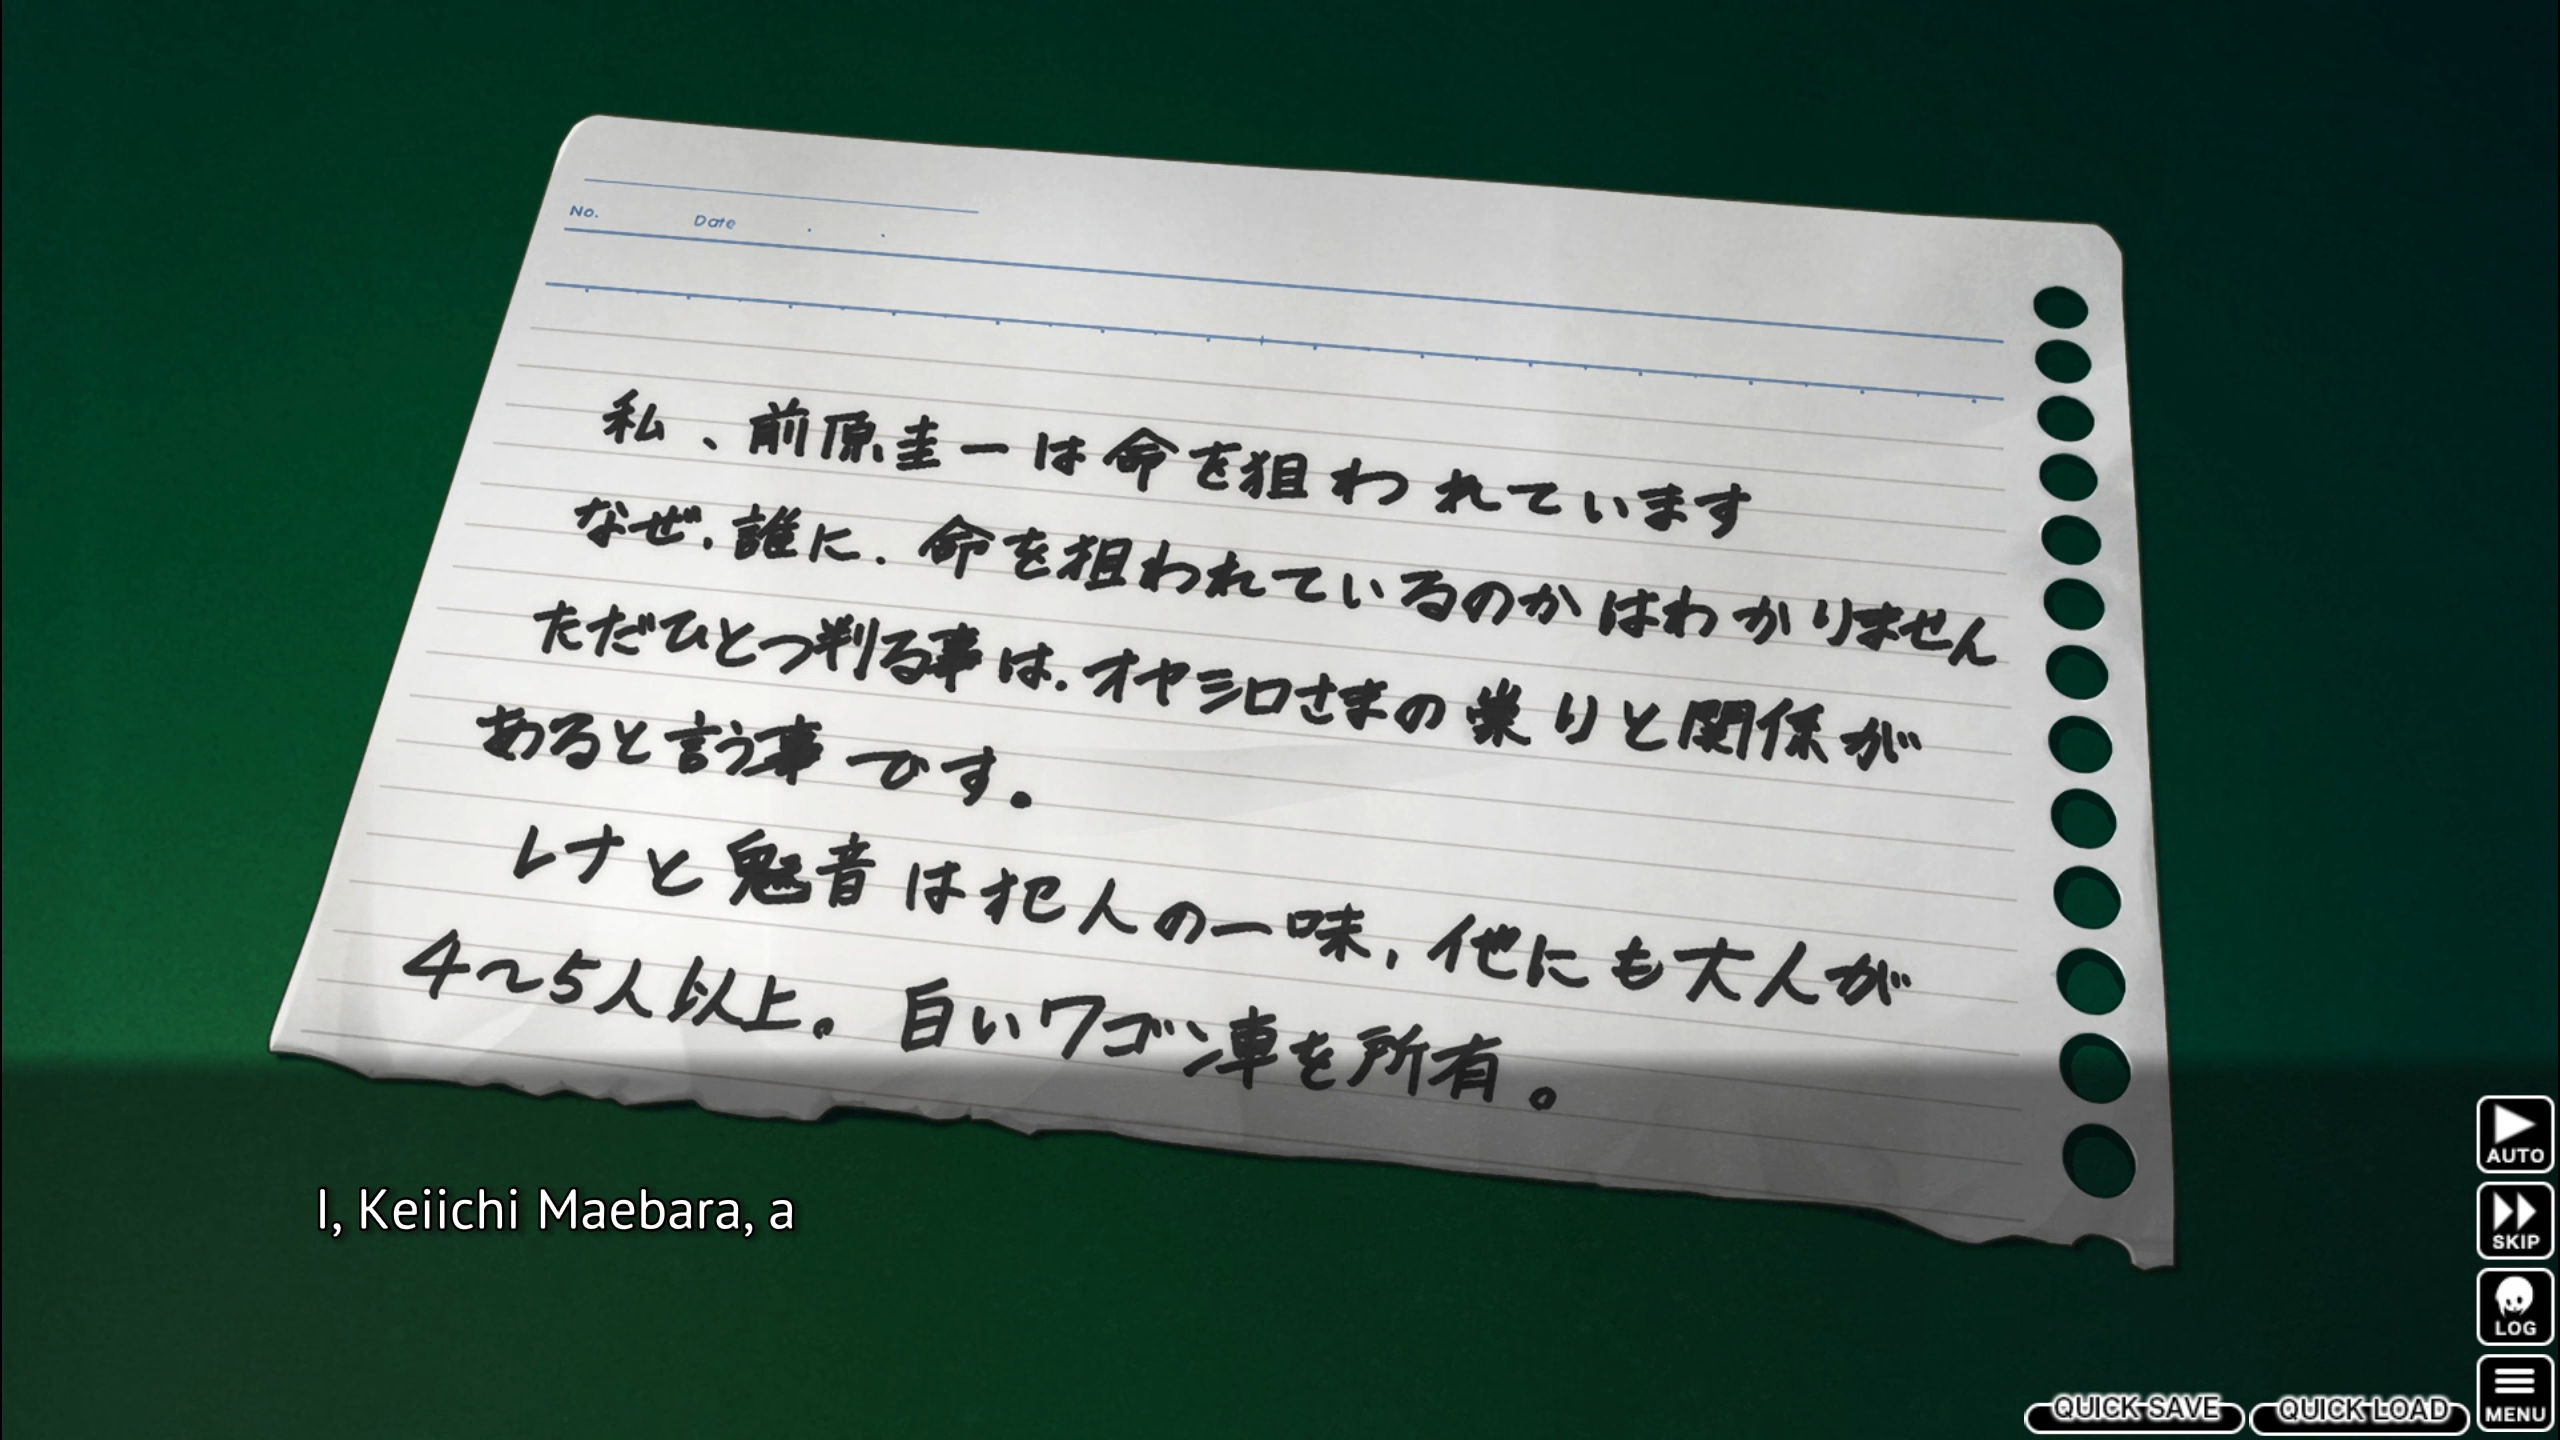 No. Date . .
私、前原圭一は命を狙われています
なぜ、誰に、命を狙われているのかはわかりません
ただひとつ判る事は、オヤシロさまの祟りと関係が
あると言う事です。
レナと魅音は犯人の一味,他にも大人が
4〜5人以上。白いワゴン車を所有。
I, Keiichi Maebara, a
AUTO
SKIP
LOG
MENU
QUICK SAVE QUICK LOAD